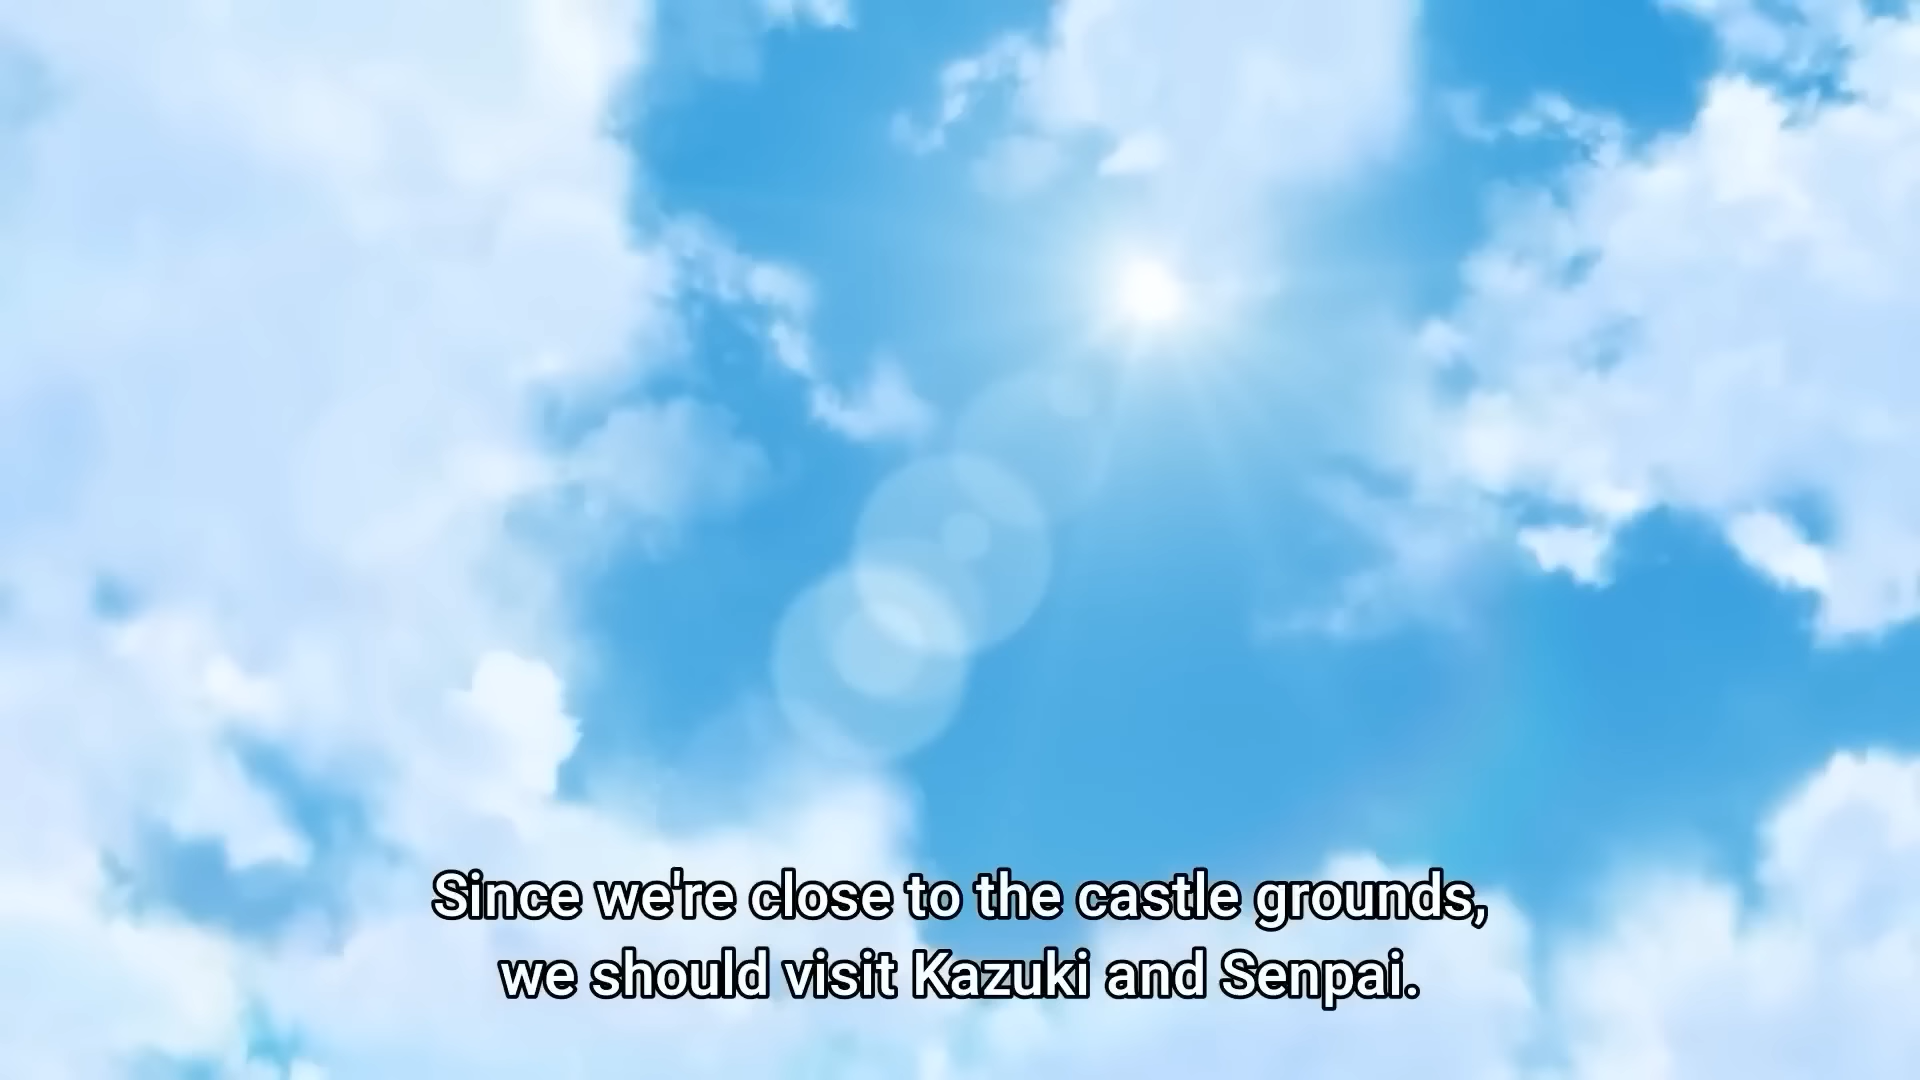 Since we're close to the castle grounds,
we should visit Kazuki and Senpai.